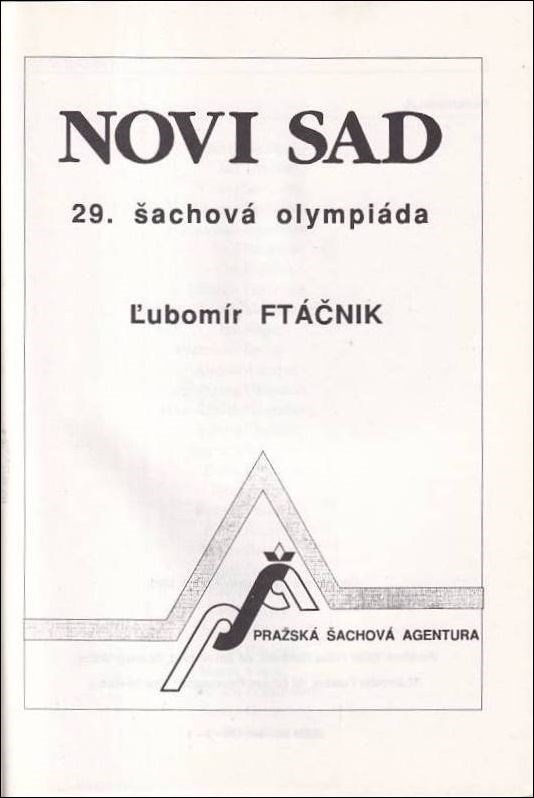 NOVI SAD
29. šachová olympiáda
Ľubomír FTÁČNIK
PRAŽSKÁ ŠACHOVÁ AGENTURA